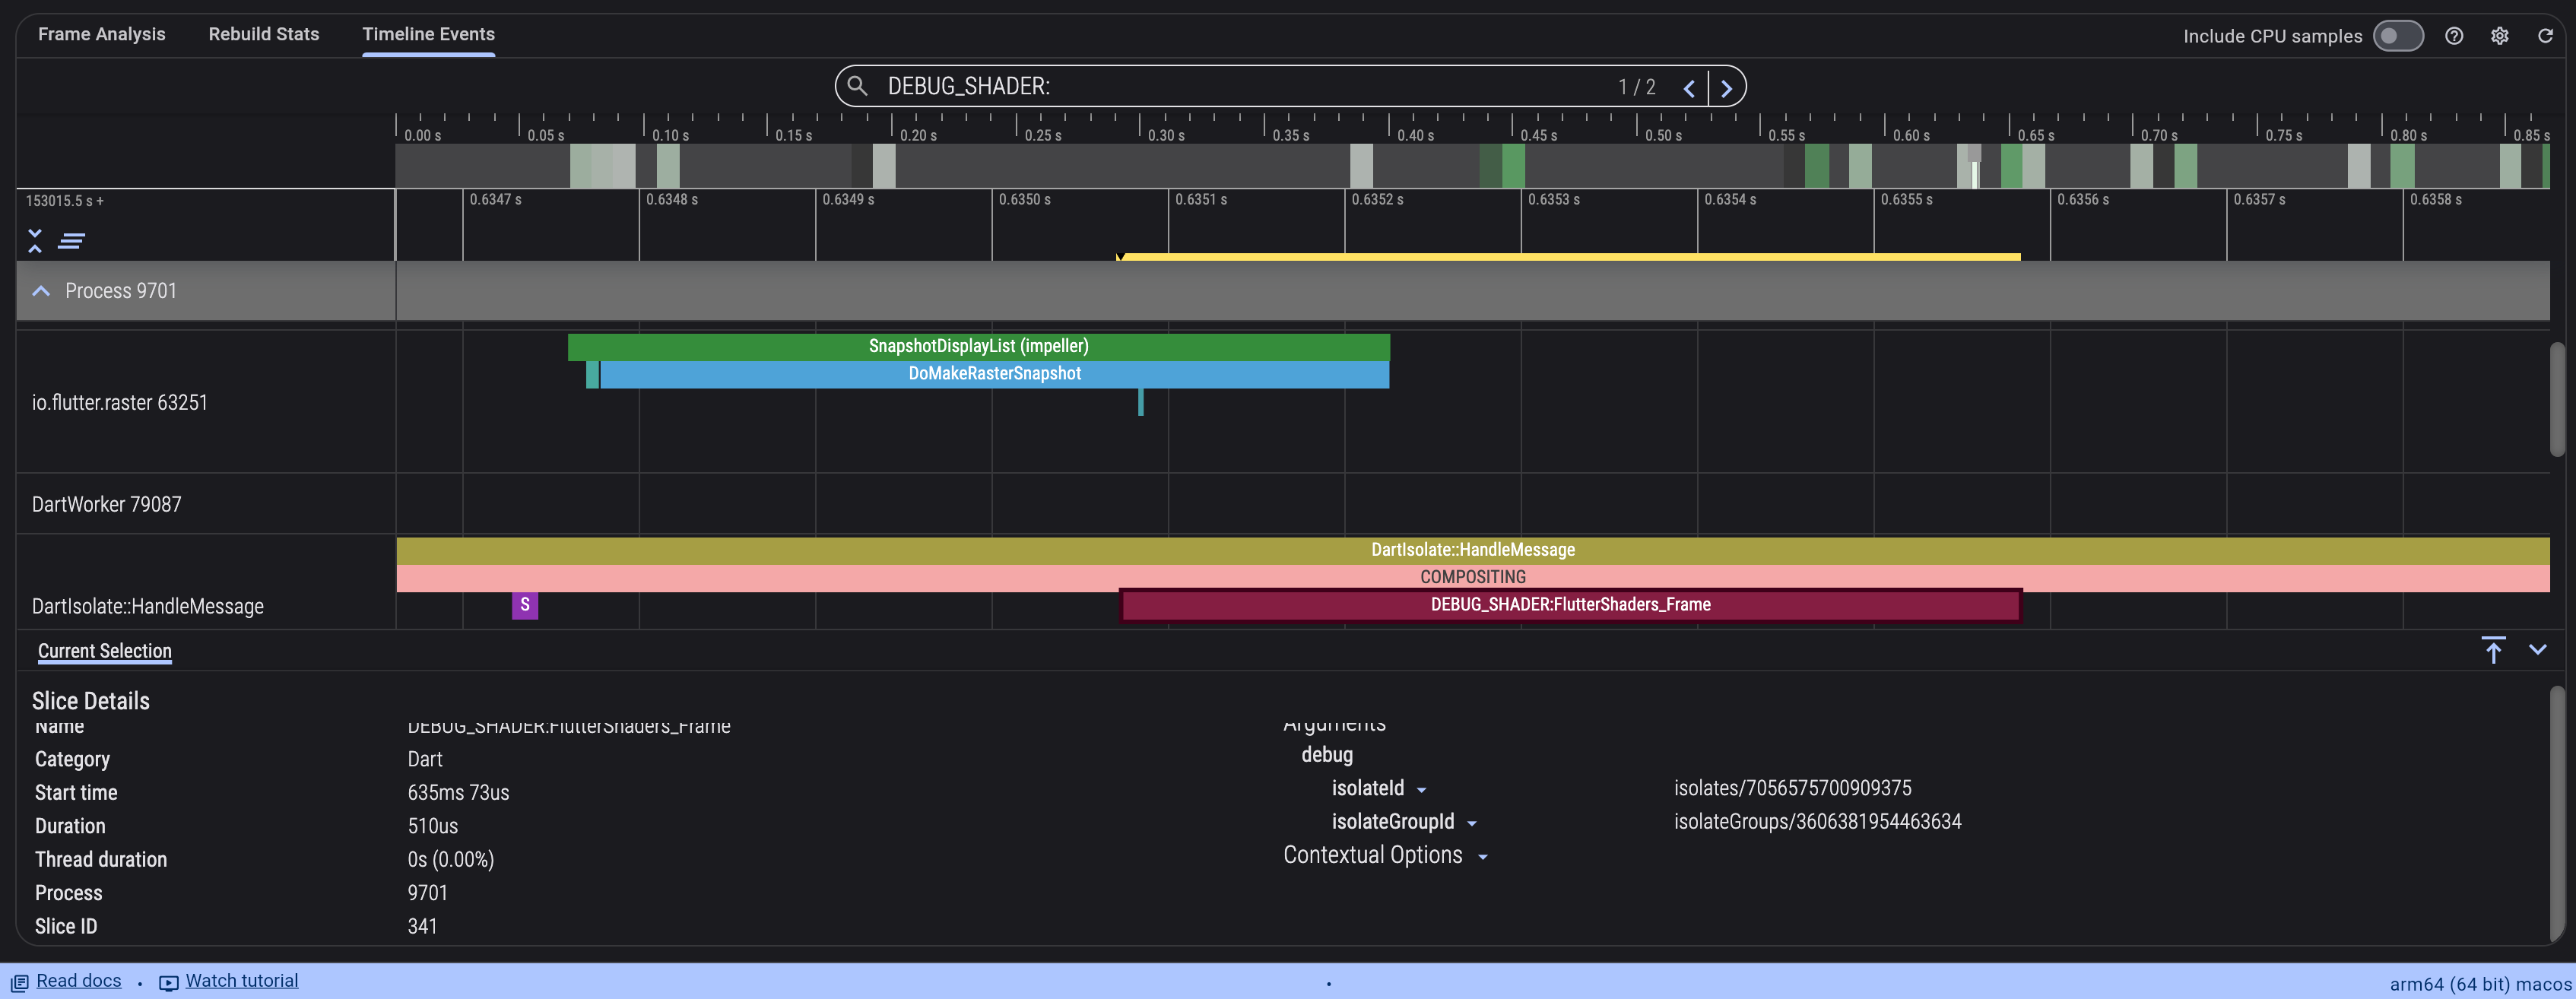 Frame Analysis Rebuild Stats Timeline Events Include CPU samples
DEBUG_SHADER: 1 / 2
0.00 s 0.05 s 0.10 s 0.15 s 0.20 s 0.25 s 0.30 s 0.35 s 0.40 s 0.45 s 0.50 s 0.55 s 0.60 s 0.65 s 0.70 s 0.75 s 0.80 s 0.85 s
153015.5 s + 0.6347 s 0.6348 s 0.6349 s 0.6350 s 0.6351 s 0.6352 s 0.6353 s 0.6354 s 0.6355 s 0.6356 s 0.6357 s 0.6358 s
Process 9701
SnapshotDisplayList (impeller)
DoMakeRasterSnapshot
io.flutter.raster 63251
DartWorker 79087
DartIsolate::HandleMessage
COMPOSITING
DartIsolate::HandleMessage S DEBUG_SHADER:FlutterShaders_Frame
Current Selection
Slice Details
Name DEBUG_SHADER:FlutterShaders_Frame Arguments
Category Dart debug
Start time 635ms 73us isolateId isolates/7056575700909375
Duration 510us isolateGroupId isolateGroups/3606381954463634
Thread duration 0s (0.00%) Contextual Options
Process 9701
Slice ID 341
Read docs • Watch tutorial • arm64 (64 bit) macos